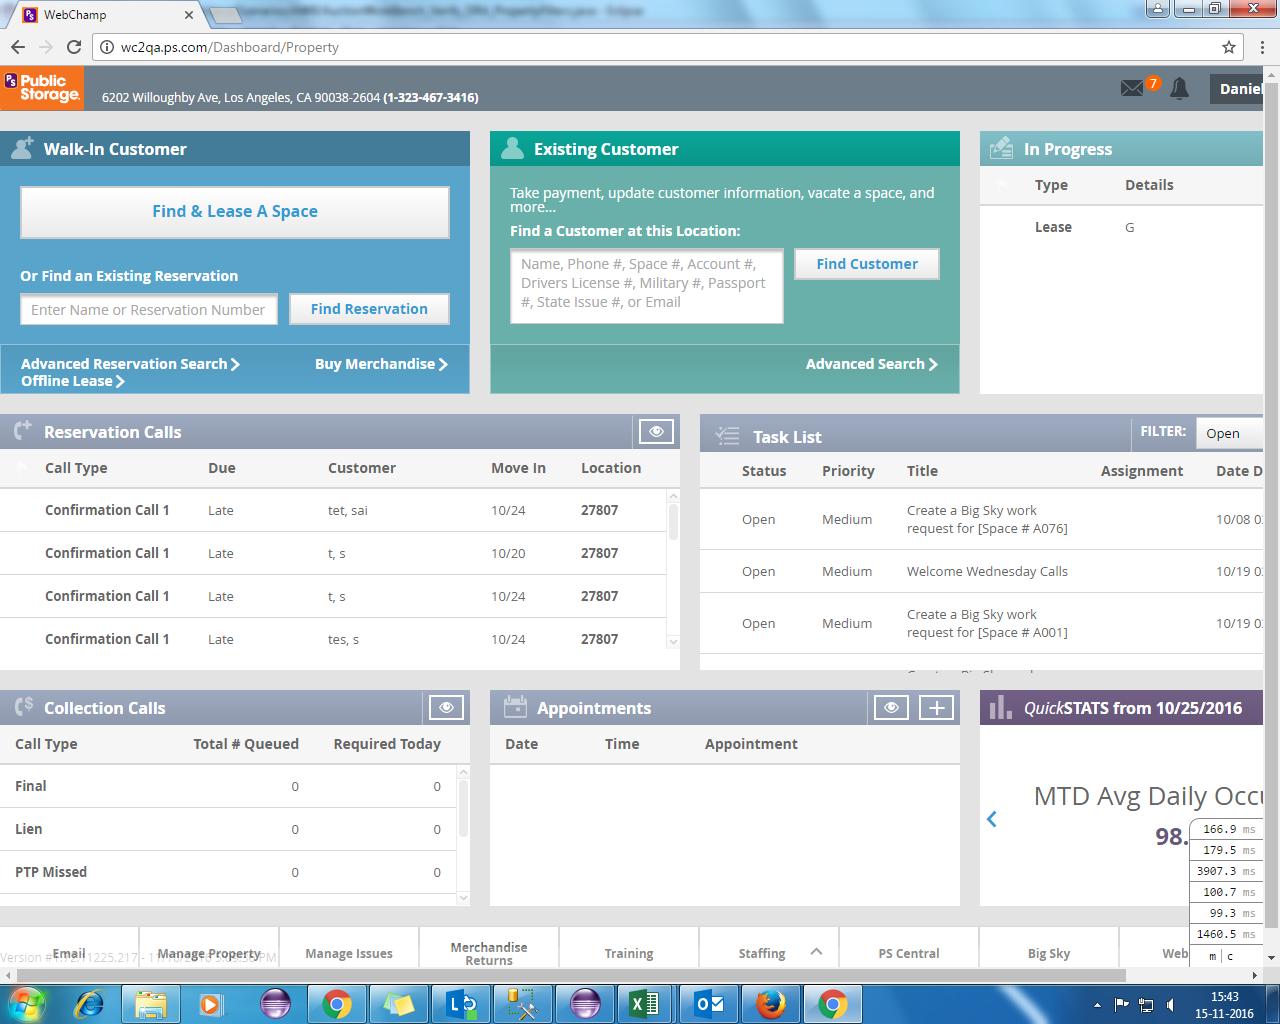 WebChamp
wc2qa.ps.com/Dashboard/Property
PS Public Storage
6202 Willoughby Ave, Los Angeles, CA 90038-2604 (1-323-467-3416)
7
Daniel
Walk-In Customer
Find & Lease A Space
Or Find an Existing Reservation
Enter Name or Reservation Number
Find Reservation
Advanced Reservation Search
Buy Merchandise
Offline Lease
Existing Customer
Take payment, update customer information, vacate a space, and
more...
Find a Customer at this Location:
Name, Phone #, Space #, Account #,
Drivers License #, Military #, Passport
#, State Issue #, or Email
Find Customer
Advanced Search
In Progress
Type Details
Lease G
Reservation Calls
Call Type Due Customer Move In Location
Confirmation Call 1 Late tet, sai 10/24 27807
Confirmation Call 1 Late t, s 10/20 27807
Confirmation Call 1 Late t, s 10/24 27807
Confirmation Call 1 Late tes, s 10/24 27807
Task List
FILTER: Open
Status Priority Title Assignment Date D
Open Medium Create a Big Sky work
request for [Space # A076] 10/08 0
Open Medium Welcome Wednesday Calls 10/19 0
Open Medium Create a Big Sky work
request for [Space # A001] 10/19 0
Collection Calls
Call Type Total # Queued Required Today
Final 0 0
Lien 0 0
PTP Missed 0 0
Appointments
Date Time Appointment
QuickSTATS from 10/25/2016
MTD Avg Daily Occu
98.
166.9 ms
179.5 ms
3907.3 ms
100.7 ms
99.3 ms
1460.5 ms
m | c
Email
Manage Property
Manage Issues
Merchandise
Returns
Training
Staffing
PS Central
Big Sky
Web
15:43
15-11-2016